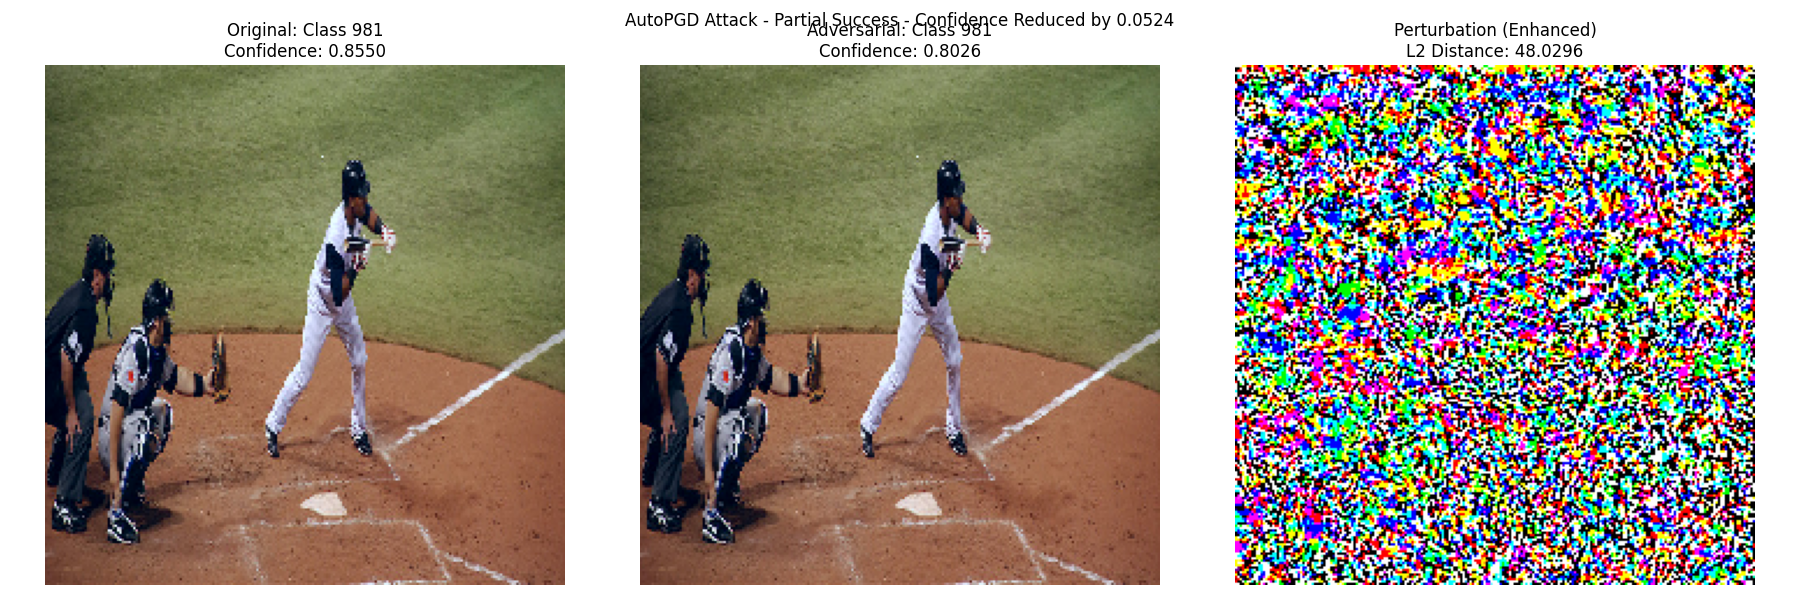 AutoPGD Attack - Partial Success - Confidence Reduced by 0.0524
Original: Class 981
Confidence: 0.8550
Adversarial: Class 981
Confidence: 0.8026
Perturbation (Enhanced)
L2 Distance: 48.0296